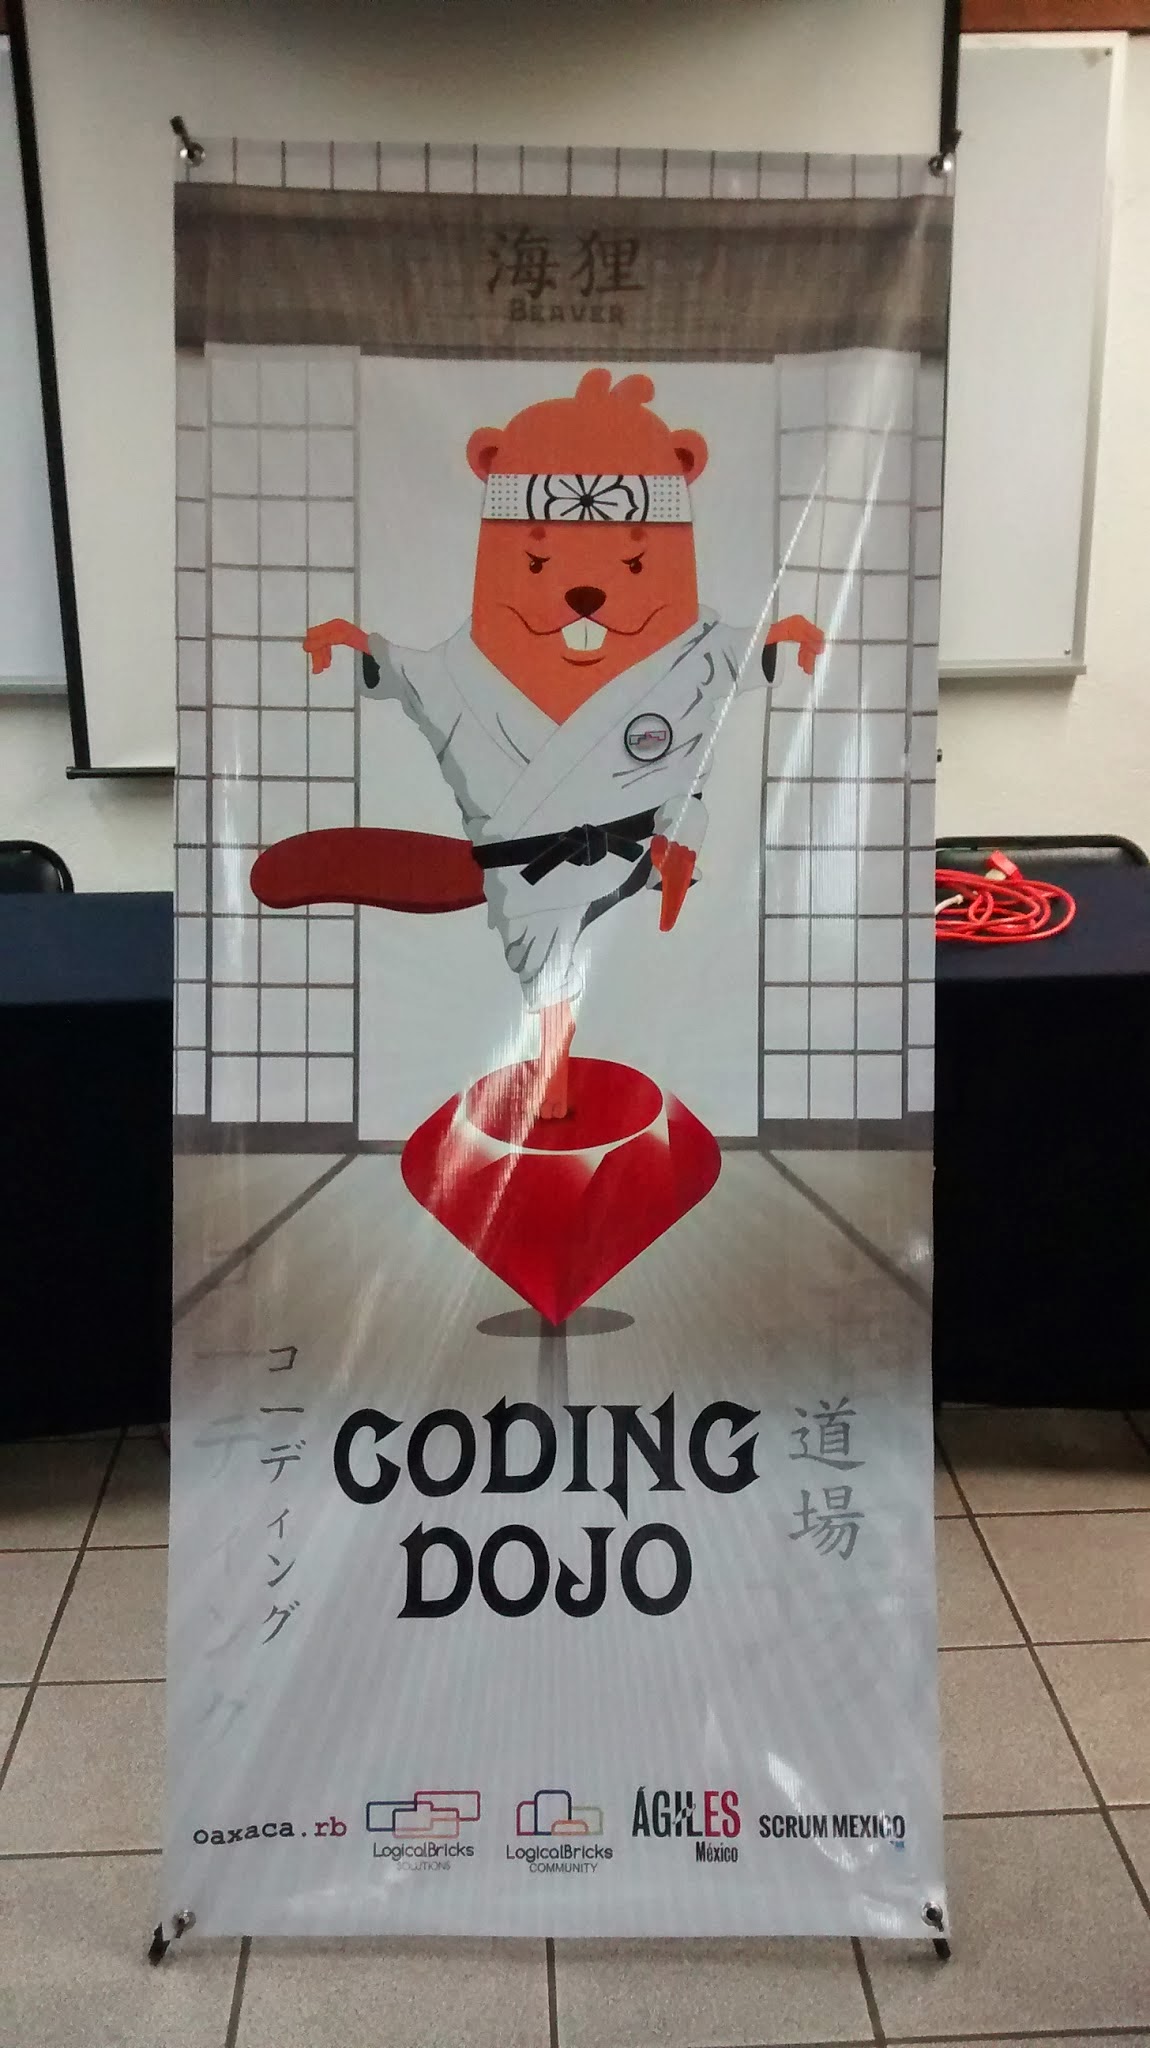 海狸
BEAVER
コーディング
CODING
DOJO
道場
oaxaca.rb
LogicalBricks
SOLUTIONS
LogicalBricks
COMMUNITY
ÁGILES
México
SCRUM MEXICO